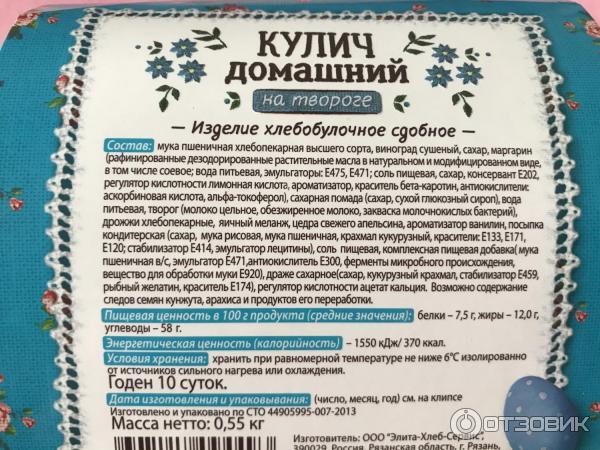 КУЛИЧ
домашний
на твороге
— Изделие хлебобулочное сдобное —
Состав: мука пшеничная хлебопекарная высшего сорта, виноград сушеный, сахар, маргарин
(рафинированные дезодорированные растительные масла в натуральном и модифицированном виде,
в том числе соевое; вода питьевая, эмульгаторы: Е475, Е471; соль пищевая, сахар, консервант Е202,
регулятор кислотности лимонная кислота, ароматизатор, краситель бета-каротин, антиокислители:
аскорбиновая кислота, альфа-токоферол), сахарная помада (сахар, сухой глюкозный сироп), вода
питьевая, творог (молоко цельное, обезжиренное молоко, закваска молочнокислых бактерий),
дрожжи хлебопекарные, яичный меланж, цедра свежего апельсина, ароматизатор ванилин, посыпка
кондитерская (сахар, мука рисовая, мука пшеничная, крахмал кукурузный, красители: Е133, Е171,
Е120; стабилизатор Е414, эмульгатор лецитины), соль пищевая, комплексная пищевая добавка( мука
пшеничная в/с, эмульгатор Е471,антиокислитель Е300, ферменты микробного происхождения,
вещество для обработки муки Е920), драже сахарное(сахар, кукурузный крахмал, стабилизатор Е459,
рыбный желатин, краситель Е174), регулятор кислотности ацетат кальция. Возможно содержание
следов семян кунжута, арахиса и продуктов его переработки.
Пищевая ценность в 100 г продукта (средние значения): белки – 7,5 г, жиры – 12,0 г,
углеводы – 58 г.
Энергетическая ценность (калорийность) – 1550 кДж/ 370 ккал.
Условия хранения: хранить при равномерной температуре не ниже 6°С изолированно
от источников сильного нагрева или охлаждения.
Годен 10 суток.
Дата изготовления и упаковывания: (число, месяц, год) см. на клипсе
Изготовлено и упаковано по СТО 44905995-007-2013
Масса нетто: 0,55 кг
Изготовитель: ООО "Элита-Хлеб-Сервис",
390029, Россия, Рязанская область, г. Рязань,
ОТЗОВИК